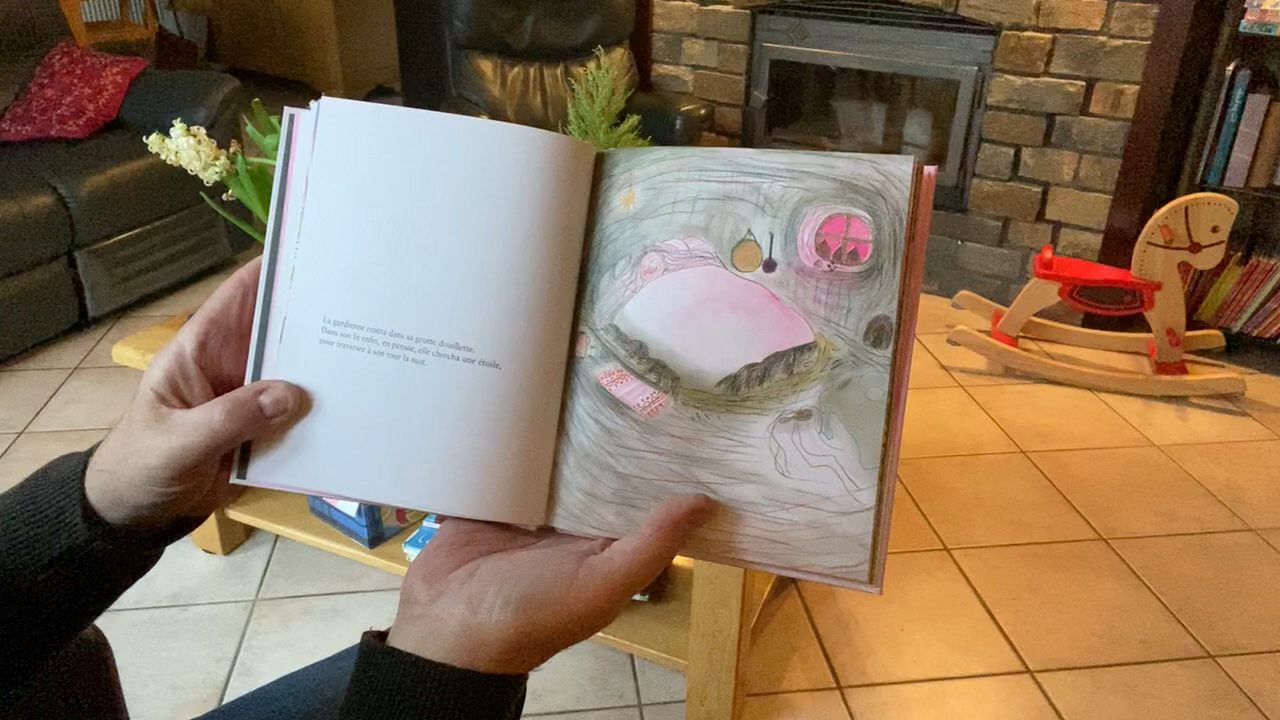 La gardienne rentra dans sa grotte douillette.
Dans son lit enfin, en pensée, elle chercha une étoile,
pour traverser à son tour la nuit.